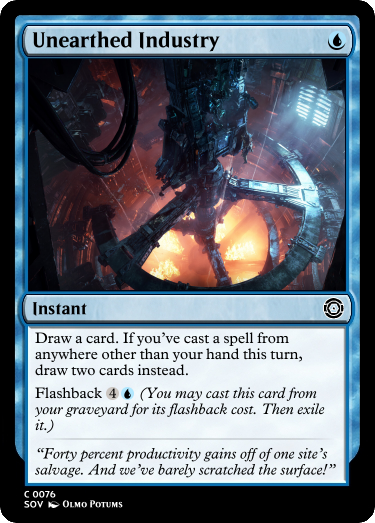 Unearthed Industry
Instant
Draw a card. If you've cast a spell from
anywhere other than your hand this turn,
draw two cards instead.
Flashback 4 (You may cast this card from
your graveyard for its flashback cost. Then exile
it.)
“Forty percent productivity gains off of one site's
salvage. And we've barely scratched the surface!”
C 0076
SOV Olmo Potums